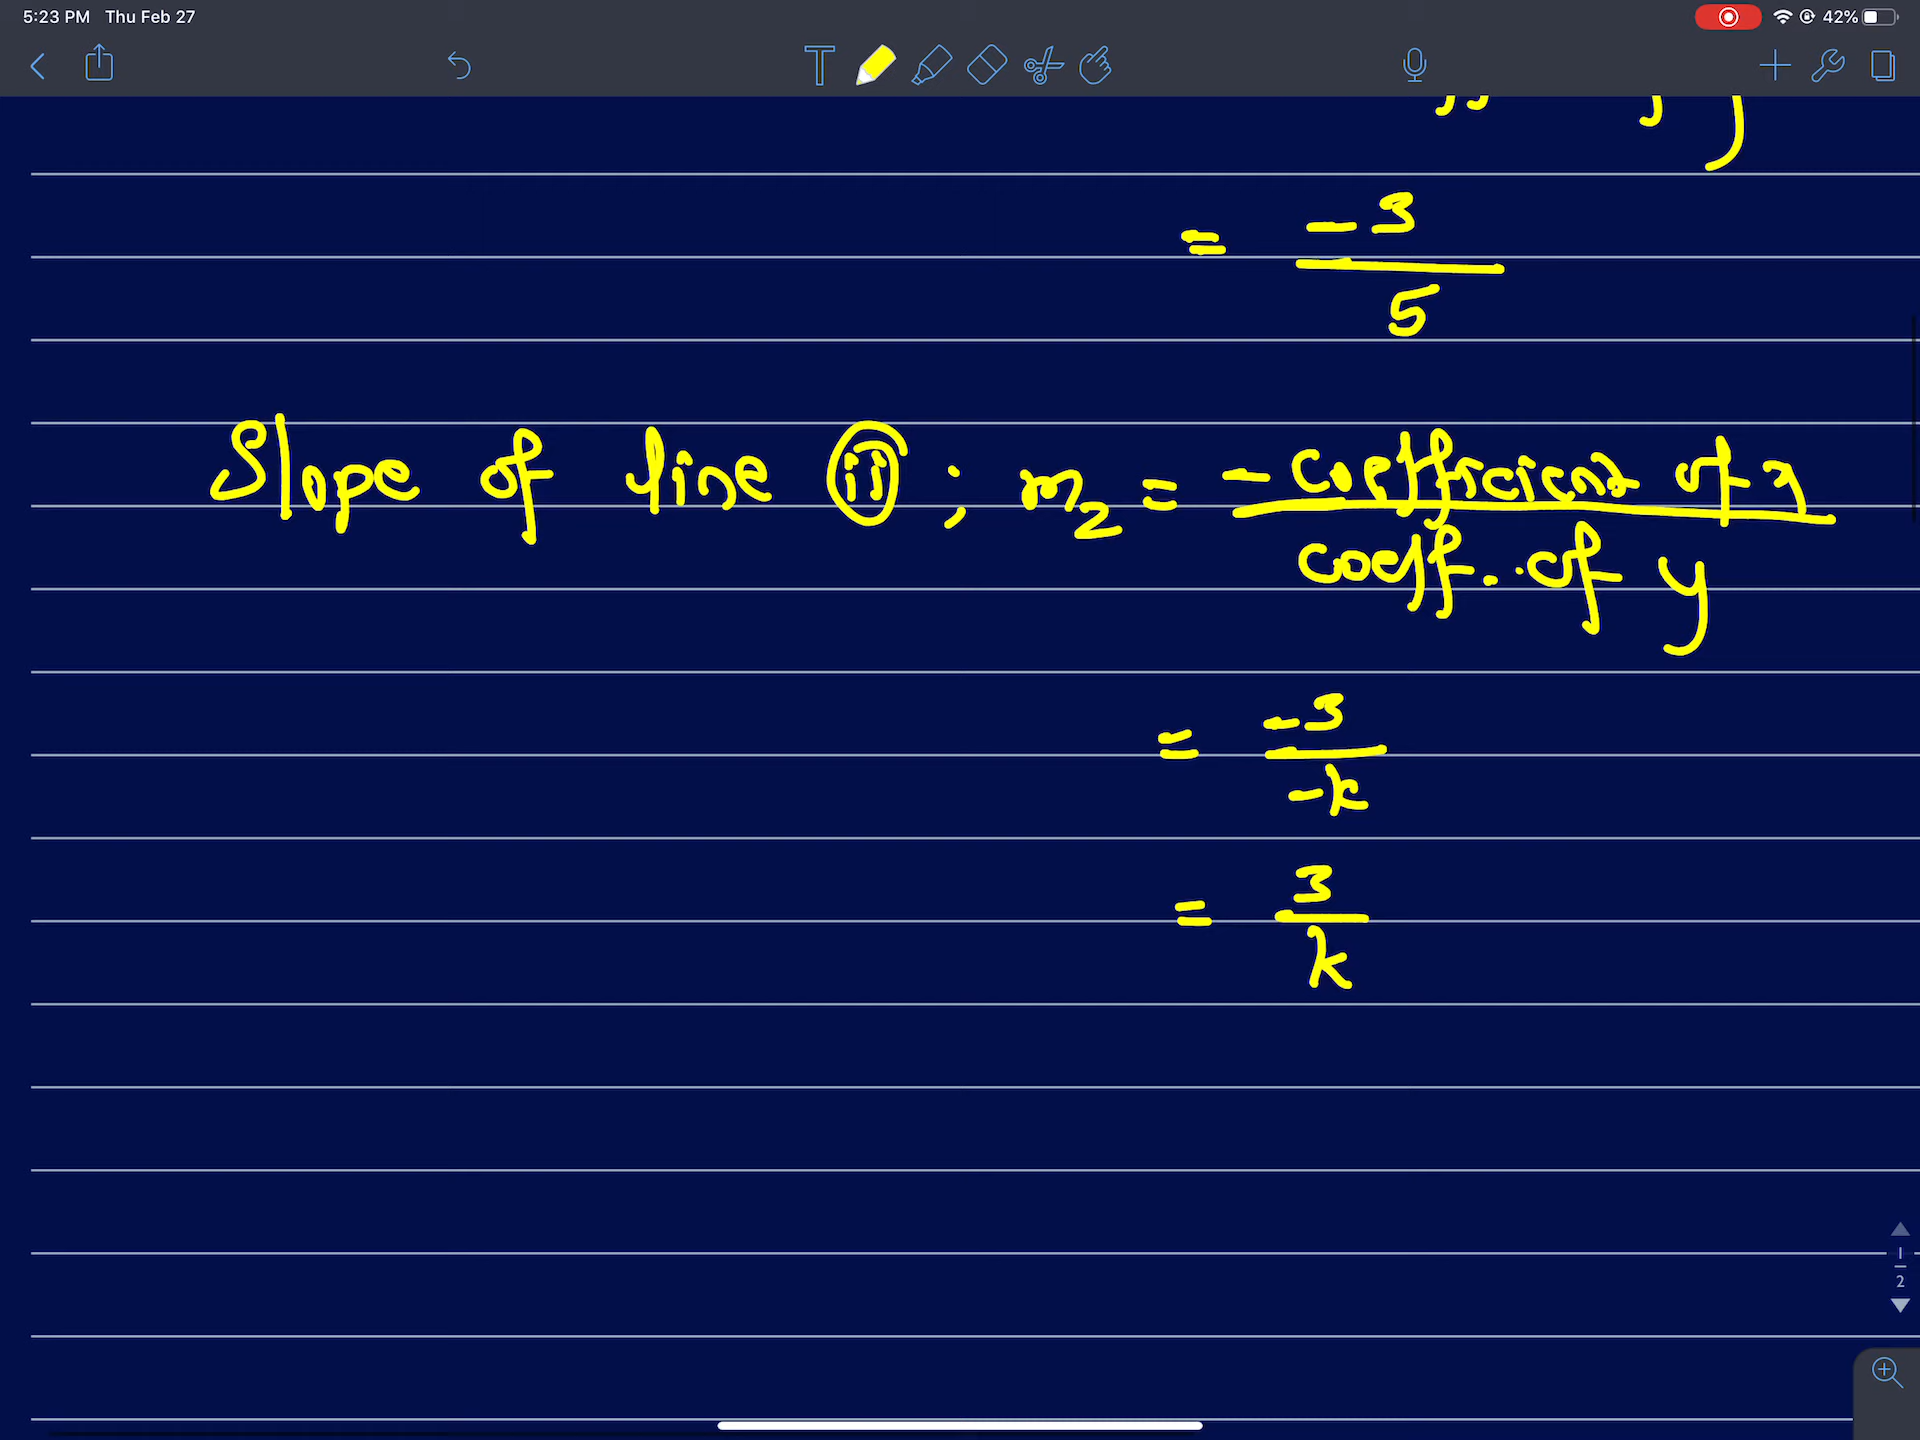 5:23 PM Thu Feb 27
42%
= -3/5
Slope of line (ii) ; m₂ = - coefficient of x / coeff. of y
= -3/-k
= 3/k
1
2